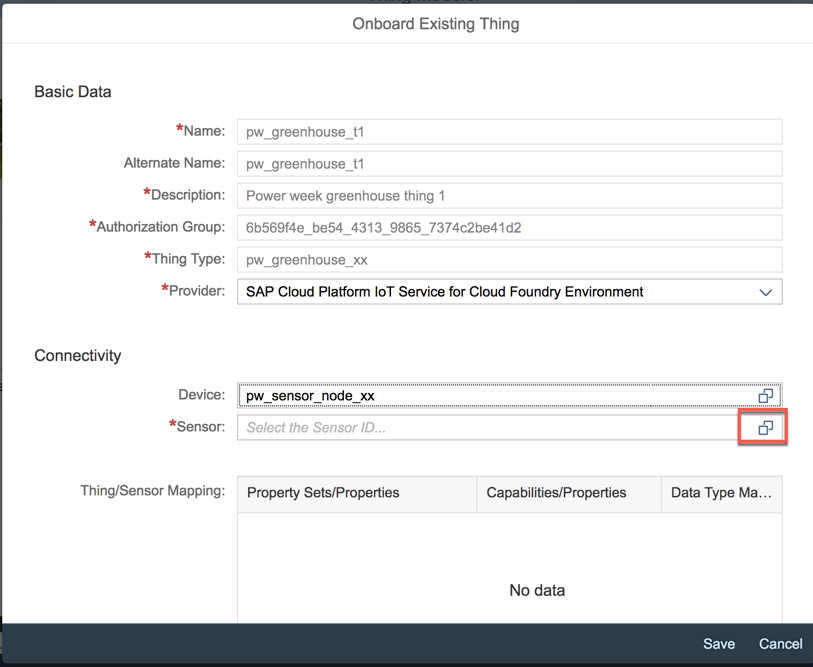 Onboard Existing Thing
Basic Data
*Name: pw_greenhouse_t1
Alternate Name: pw_greenhouse_t1
*Description: Power week greenhouse thing 1
*Authorization Group: 6b569f4e_be54_4313_9865_7374c2be41d2
*Thing Type: pw_greenhouse_xx
*Provider: SAP Cloud Platform IoT Service for Cloud Foundry Environment
Connectivity
Device: pw_sensor_node_xx
*Sensor: Select the Sensor ID...
Thing/Sensor Mapping: Property Sets/Properties Capabilities/Properties Data Type Ma...
No data
Save Cancel